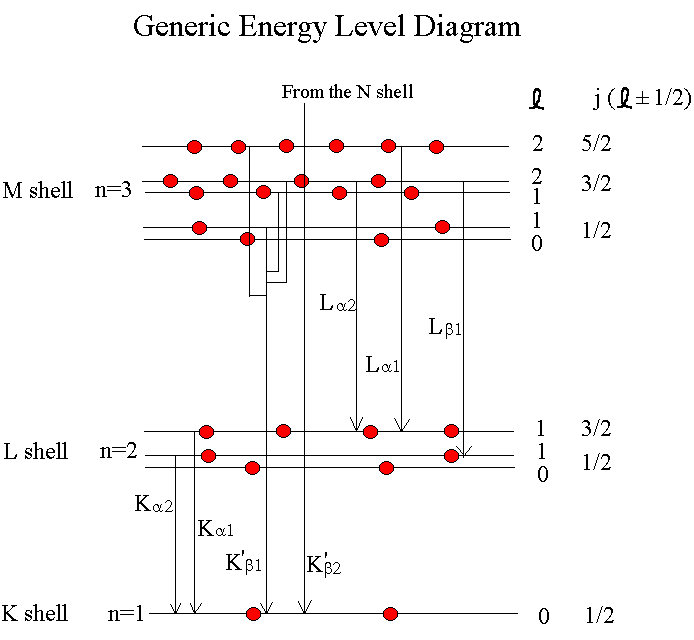 Generic Energy Level Diagram
From the N shell
ℓ j (ℓ ± 1/2)
2 5/2
M shell n=3
2
1 3/2
1
0 1/2
Lα2
Lβ1
Lα1
1 3/2
L shell n=2
1
0 1/2
Kα2
Kα1
K'β1
K'β2
K shell n=1 0 1/2